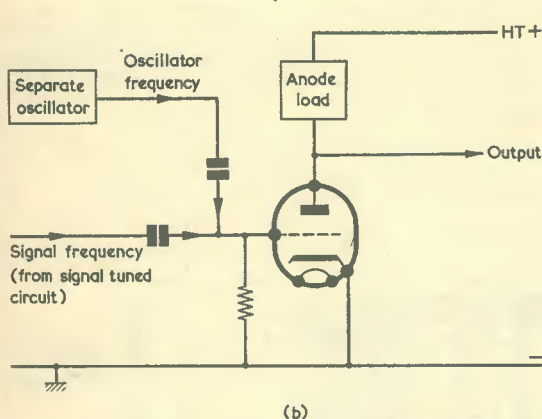 HT+
Oscillator
frequency
Separate
oscillator
Anode
load
Output
Signal frequency
(from signal tuned
circuit)
−
(b)